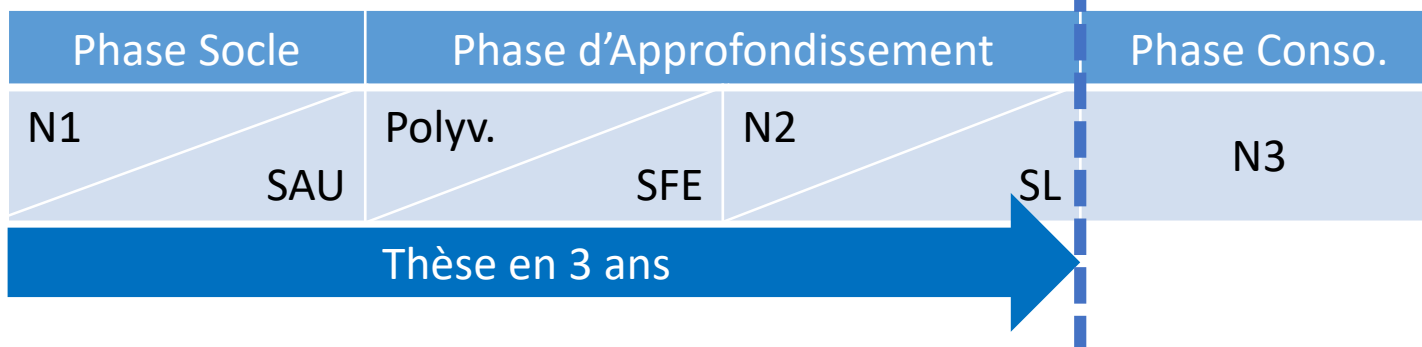 Phase Socle
Phase d’Approfondissement
Phase Conso.
N1
SAU
Polyv.
SFE
N2
SL
N3
Thèse en 3 ans